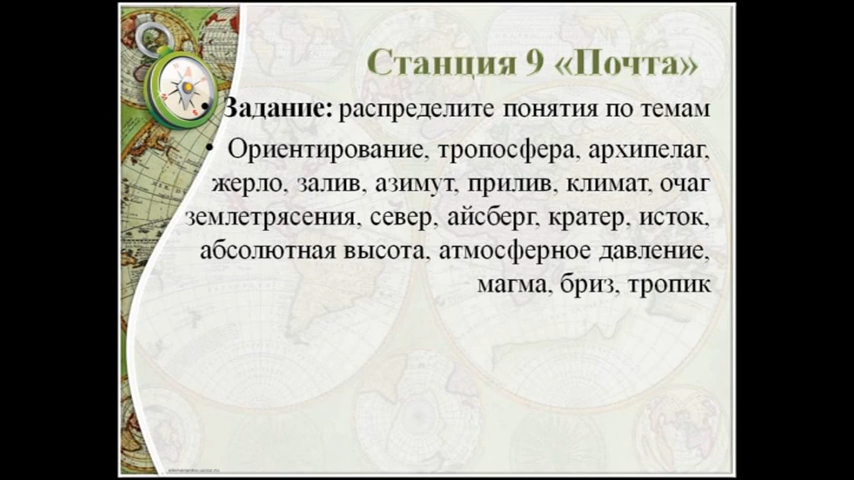 Станция 9 «Почта»
• Задание: распределите понятия по темам
• Ориентирование, тропосфера, архипелаг,
жерло, залив, азимут, прилив, климат, очаг
землетрясения, север, айсберг, кратер, исток,
абсолютная высота, атмосферное давление,
магма, бриз, тропик